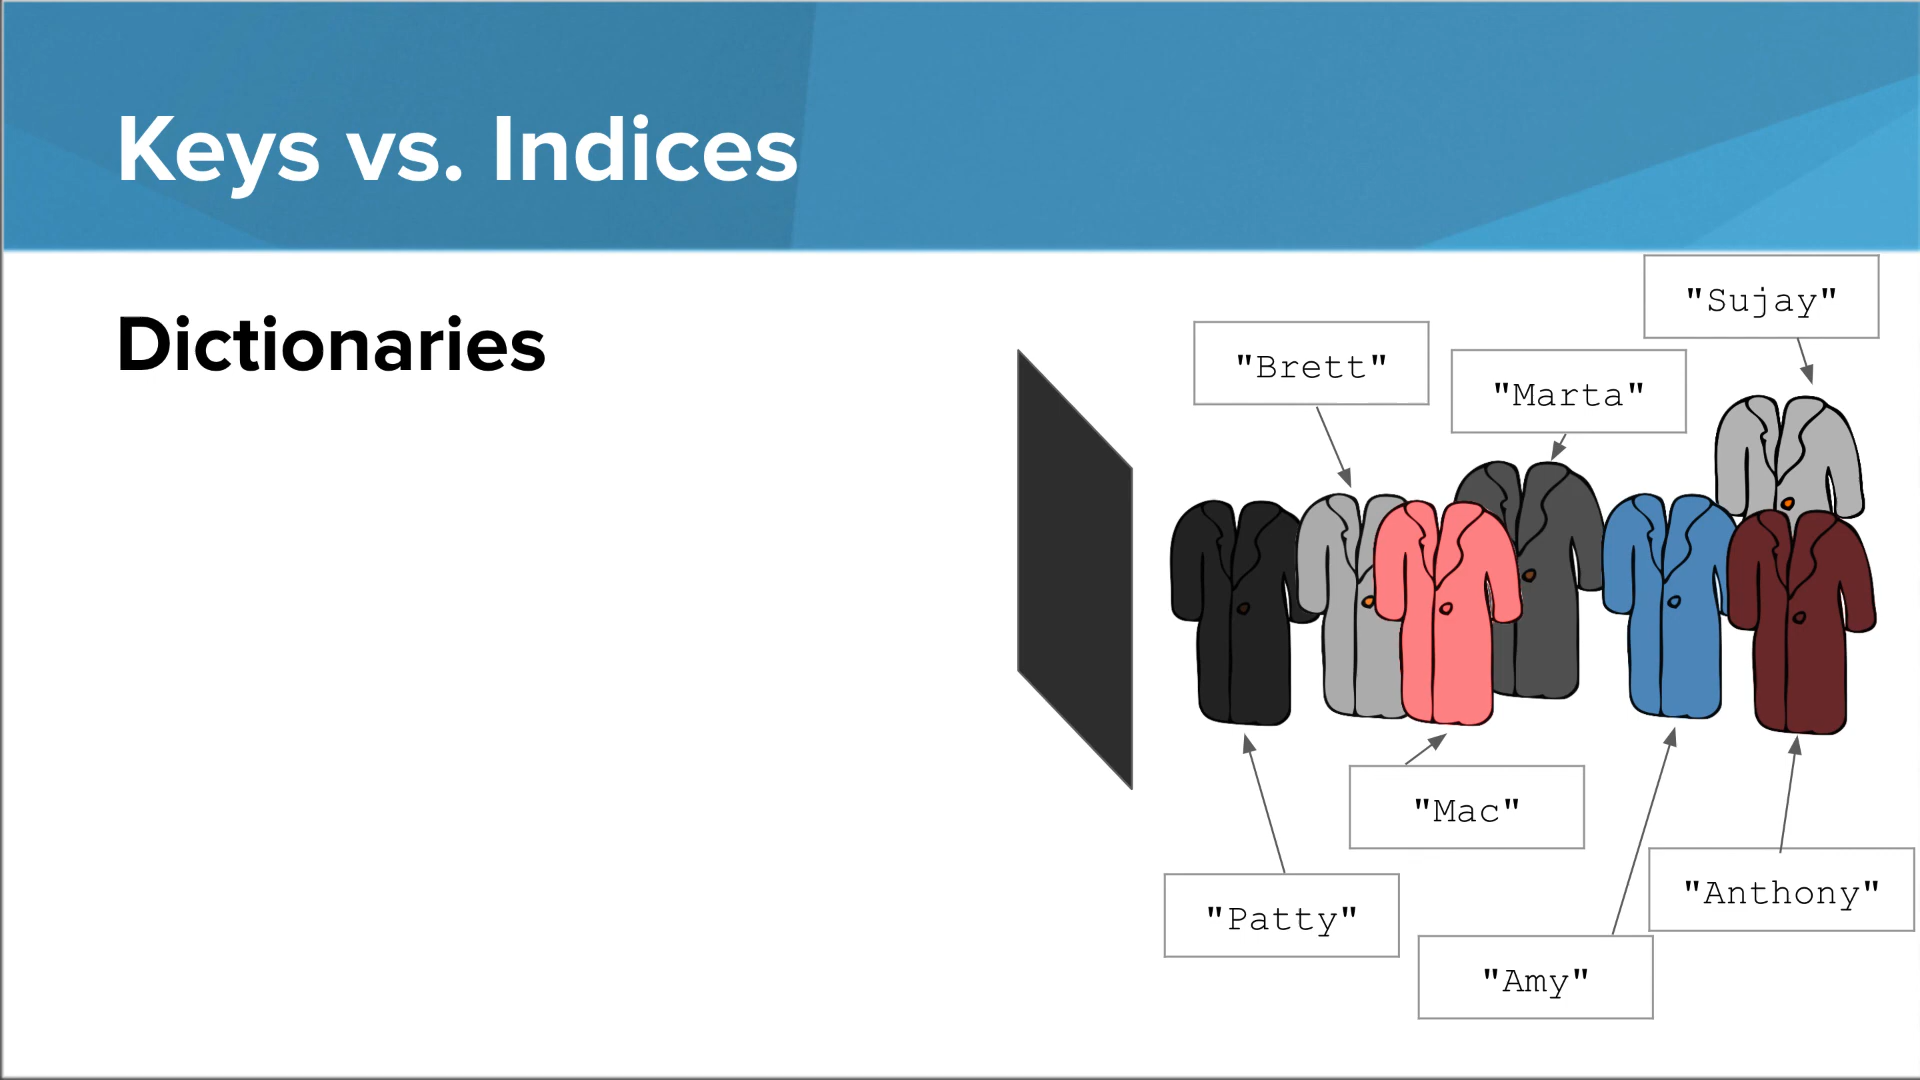 Keys vs. Indices
Dictionaries
"Sujay"
"Brett"
"Marta"
"Mac"
"Anthony"
"Patty"
"Amy"